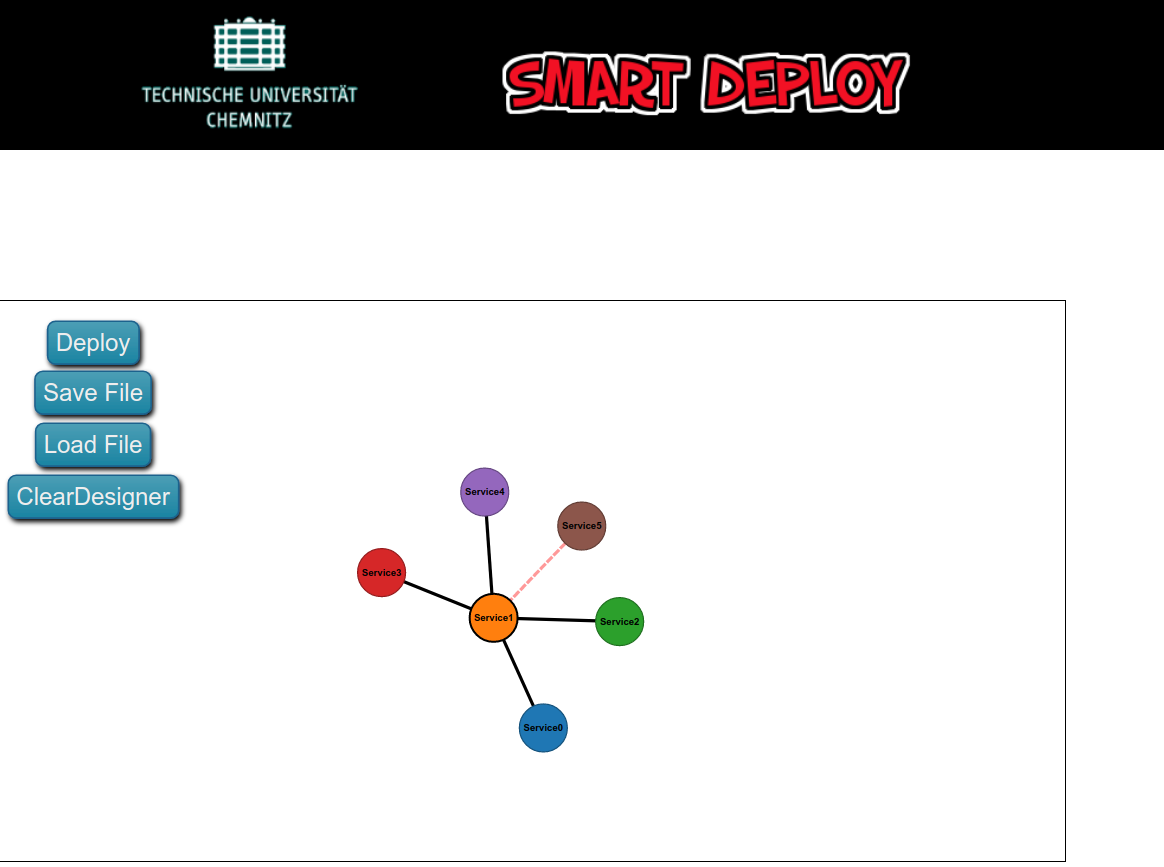 TECHNISCHE UNIVERSITÄT
CHEMNITZ
SMART DEPLOY
Deploy
Save File
Load File
ClearDesigner
Service4
Service5
Service3
Service1
Service2
Service0